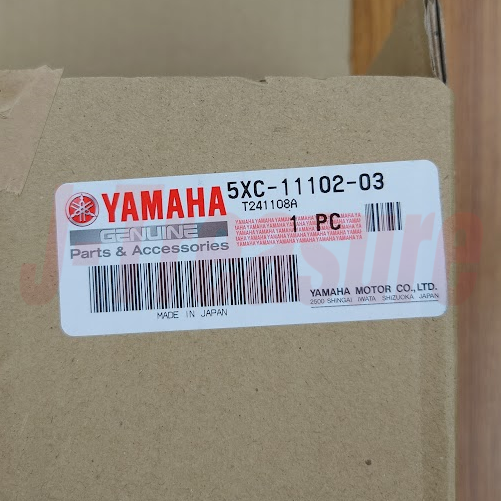 YAMAHA 5XC-11102-03
T241108A
GENUINE
1 PC
Parts & Accessories
YAMAHA MOTOR CO.,LTD.
2500 SHINGAI IWATA SHIZUOKA JAPAN
MADE IN JAPAN